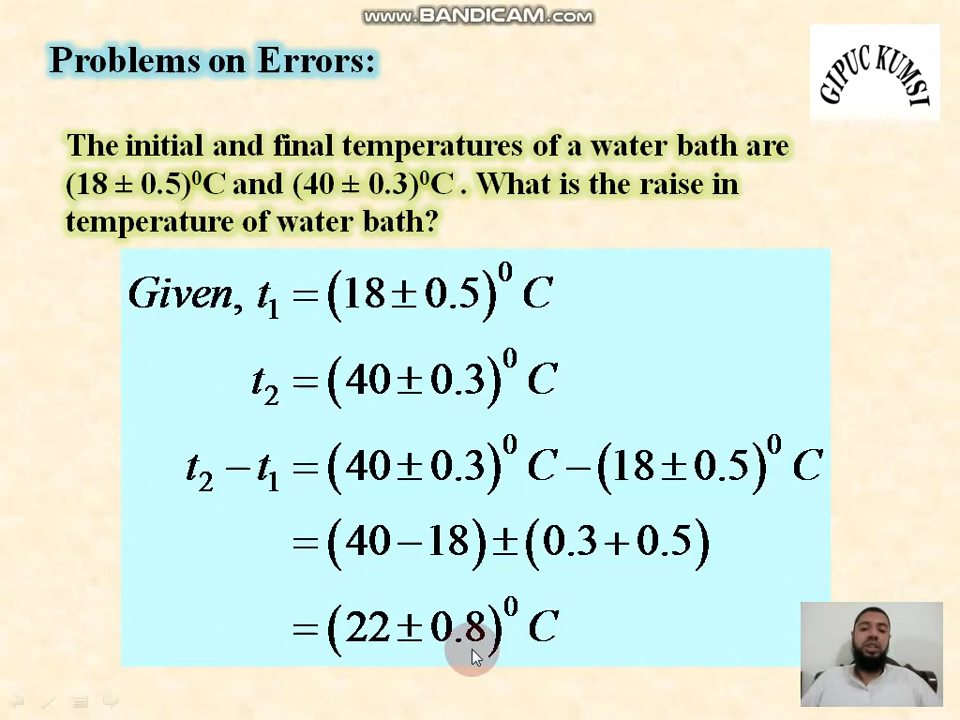 www.BANDICAM.com
Problems on Errors:
GIPUC KUMSI
The initial and final temperatures of a water bath are
(18 ± 0.5)⁰C and (40 ± 0.3)⁰C . What is the raise in
temperature of water bath?
Given, t₁ = (18 ± 0.5)⁰ C
t₂ = (40 ± 0.3)⁰ C
t₂ − t₁ = (40 ± 0.3)⁰ C − (18 ± 0.5)⁰ C
= (40 − 18) ± (0.3 + 0.5)
= (22 ± 0.8)⁰ C